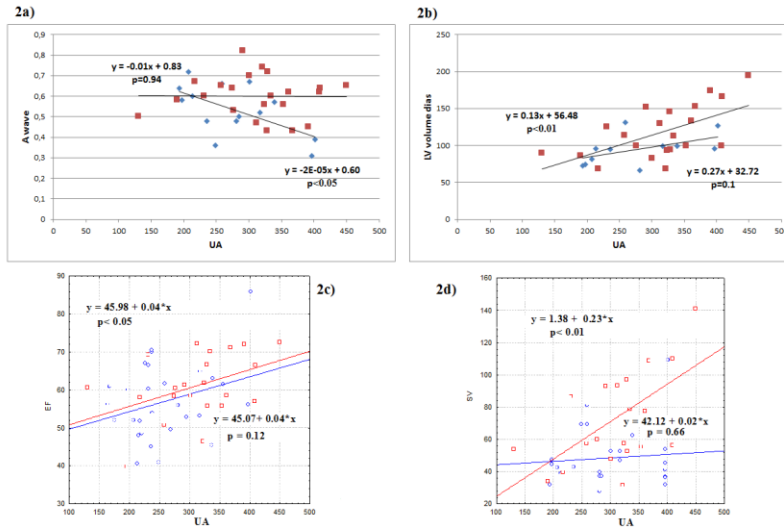 2a)
0,9
0,8
0,7
0,6
0,5
0,4
0,3
0,2
0,1
0
A wave
y = -0.01x + 0.83
p=0.94
y = -2E-05x + 0.60
p<0.05
0 50 100 150 200 250 300 350 400 450 500
UA
2b)
250
200
150
100
50
0
LV volume dias
y = 0.13x + 56.48
p<0.01
y = 0.27x + 32.72
p=0.1
0 50 100 150 200 250 300 350 400 450 500
UA
2c)
90
80
70
60
50
40
30
EF
y = 45.98 + 0.04*x
p< 0.05
y = 45.07+ 0.04*x
p = 0.12
100 150 200 250 300 350 400 450 500
UA
2d)
160
140
120
100
80
60
40
20
SV
y = 1.38 + 0.23*x
p< 0.01
y = 42.12 + 0.02*x
p = 0.66
100 150 200 250 300 350 400 450 500
UA